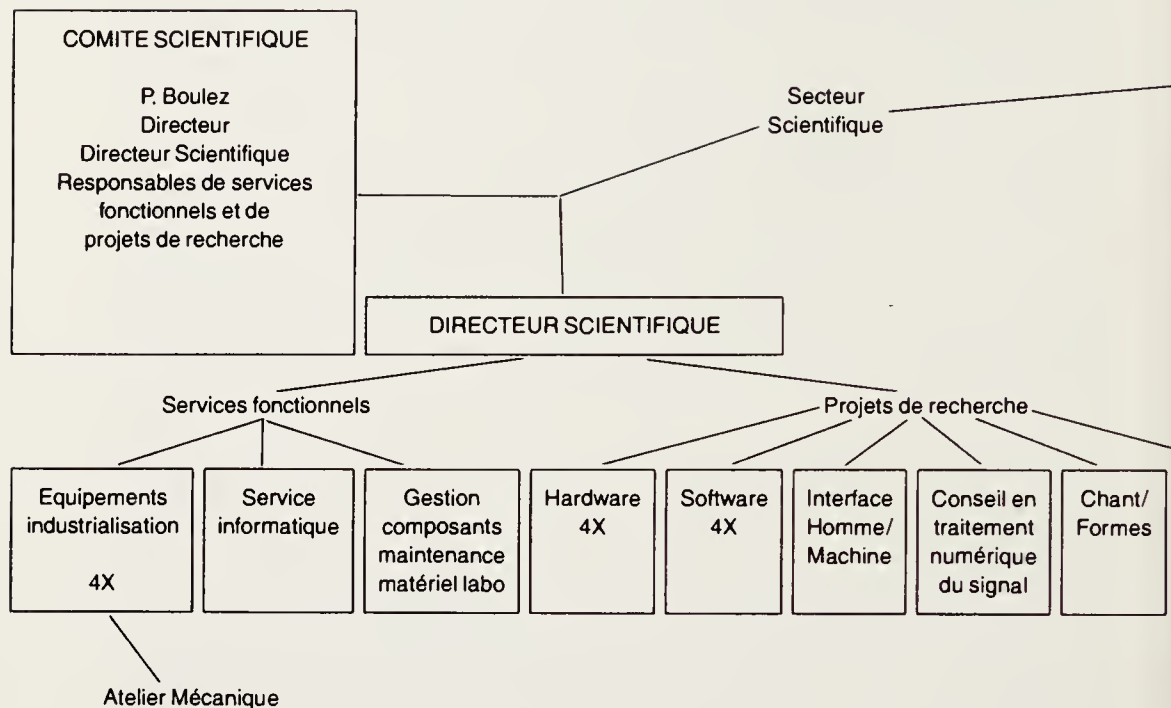 COMITE SCIENTIFIQUE
P. Boulez
Directeur
Directeur Scientifique
Responsables de services
fonctionnels et de
projets de recherche
Secteur
Scientifique
DIRECTEUR SCIENTIFIQUE
Services fonctionnels
Projets de recherche
Equipements
industrialisation
4X
Service
informatique
Gestion
composants
maintenance
matériel labo
Hardware
4X
Software
4X
Interface
Homme/
Machine
Conseil en
traitement
numérique
du signal
Chant/
Formes
Atelier Mécanique